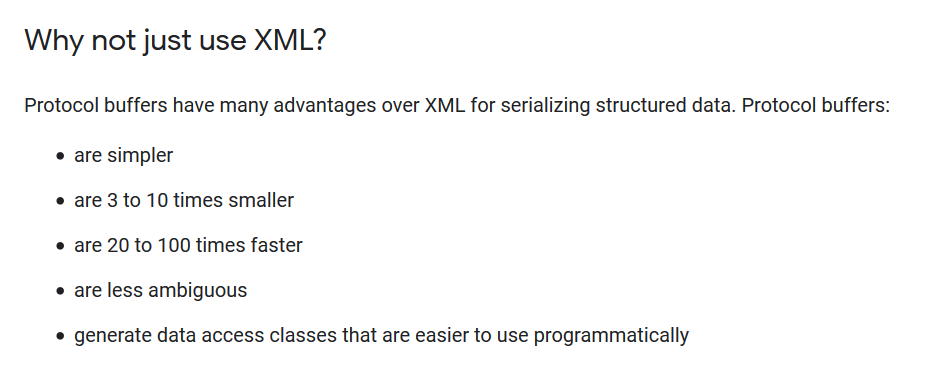 Why not just use XML?
Protocol buffers have many advantages over XML for serializing structured data. Protocol buffers:
• are simpler
• are 3 to 10 times smaller
• are 20 to 100 times faster
• are less ambiguous
• generate data access classes that are easier to use programmatically